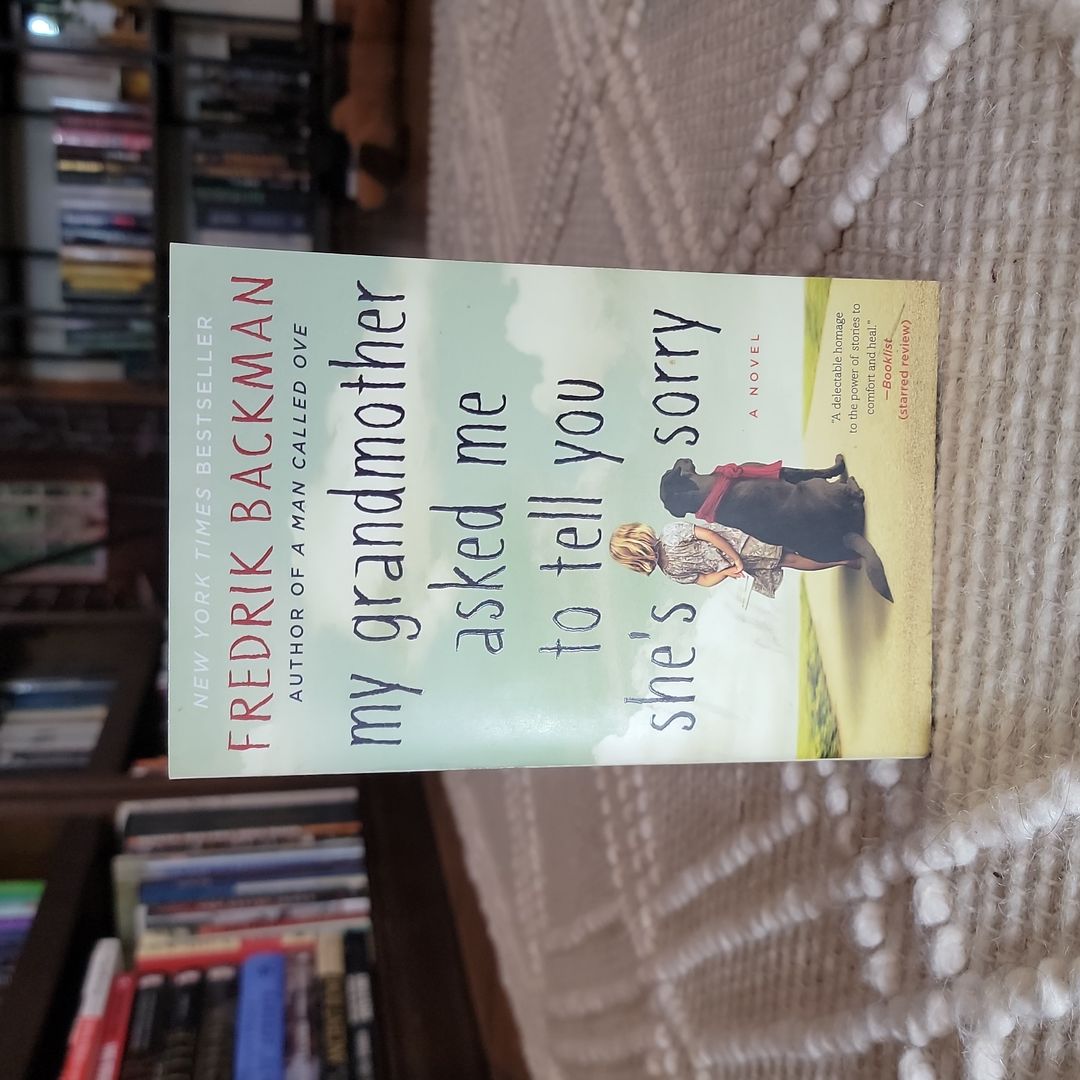 NEW YORK TIMES BESTSELLER
FREDRIK BACKMAN
AUTHOR OF A MAN CALLED OVE
my grandmother
asked me
to tell you
she's sorry
A NOVEL
"A delectable homage
to the power of stories to
comfort and heal."
—Booklist
(starred review)